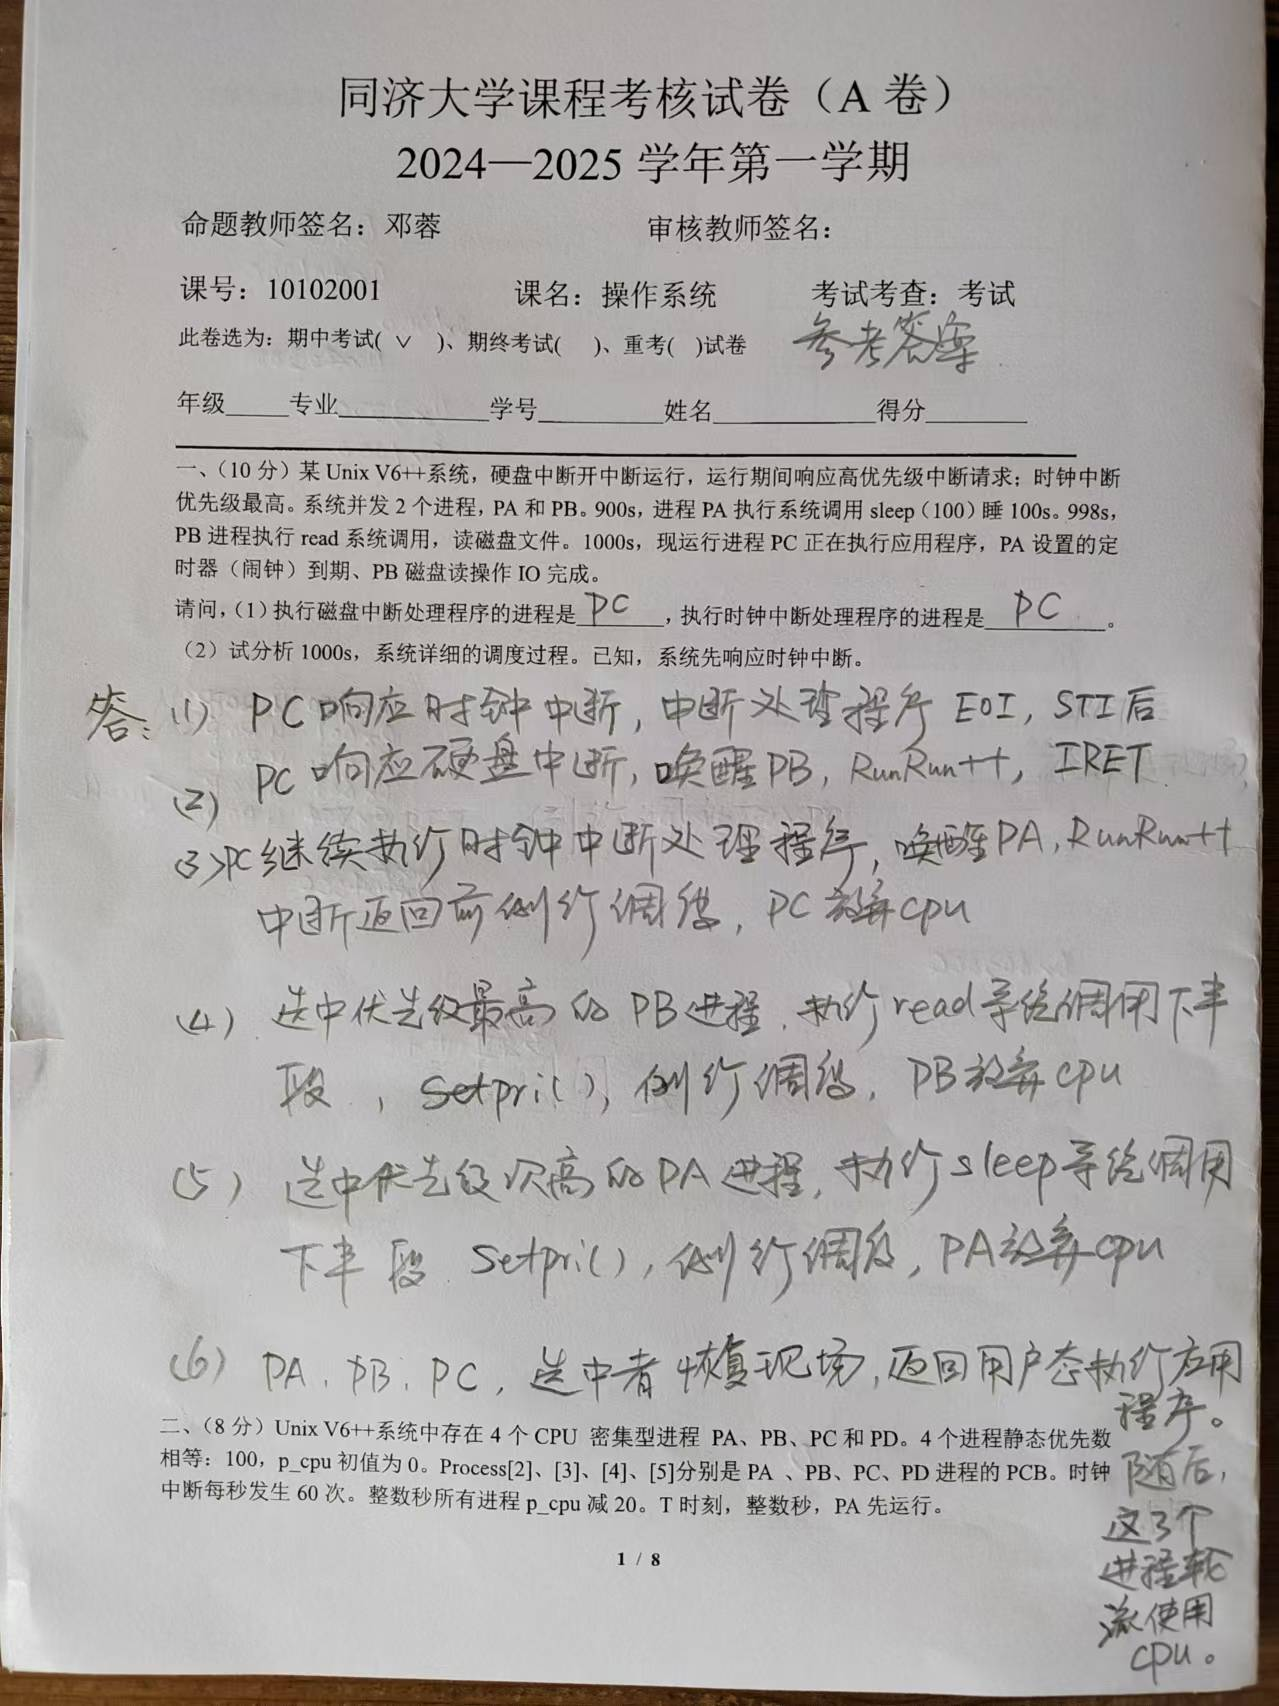 同济大学课程考核试卷（A 卷）
2024—2025 学年第一学期
命题教师签名：邓蓉 审核教师签名：
课号：10102001 课名：操作系统 考试考查：考试
此卷选为：期中考试( ∨ )、期终考试( )、重考( )试卷 参考答案
年级_____专业____________学号__________姓名_____________得分________
一、（10 分）某 Unix V6++系统，硬盘中断开中断运行，运行期间响应高优先级中断请求；时钟中断
优先级最高。系统并发 2 个进程，PA 和 PB。900s，进程 PA 执行系统调用 sleep（100）睡 100s。998s，
PB 进程执行 read 系统调用，读磁盘文件。1000s，现运行进程 PC 正在执行应用程序，PA 设置的定
时器（闹钟）到期、PB 磁盘读操作 IO 完成。
请问，（1）执行磁盘中断处理程序的进程是 PC ，执行时钟中断处理程序的进程是 PC 。
（2）试分析 1000s，系统详细的调度过程。已知，系统先响应时钟中断。
答：(1) PC 响应时钟中断，中断处理程序 EOI，STI后
(2) PC 响应硬盘中断，唤醒PB，RunRun++，IRET
(3) PC继续执行时钟中断处理程序，唤醒PA，RunRun++
中断返回前例行调度，PC 放弃cpu
(4) 选中优先级最高的 PB进程，执行read系统调用下半
段，Setpri()，例行调度，PB放弃cpu
(5) 选中优先级次高的PA进程，执行sleep系统调用
下半段 Setpri()，例行调度，PA放弃cpu
(6) PA、PB、PC，选中者恢复现场，返回用户态执行应用
程序。
随后，
这3个
进程轮
流使用
cpu。
二、（8 分）Unix V6++系统中存在 4 个 CPU 密集型进程 PA、PB、PC 和 PD。4 个进程静态优先数
相等：100，p_cpu 初值为 0。Process[2]、[3]、[4]、[5]分别是 PA 、PB、PC、PD 进程的 PCB。时钟
中断每秒发生 60 次。整数秒所有进程 p_cpu 减 20。T 时刻，整数秒，PA 先运行。
1 / 8